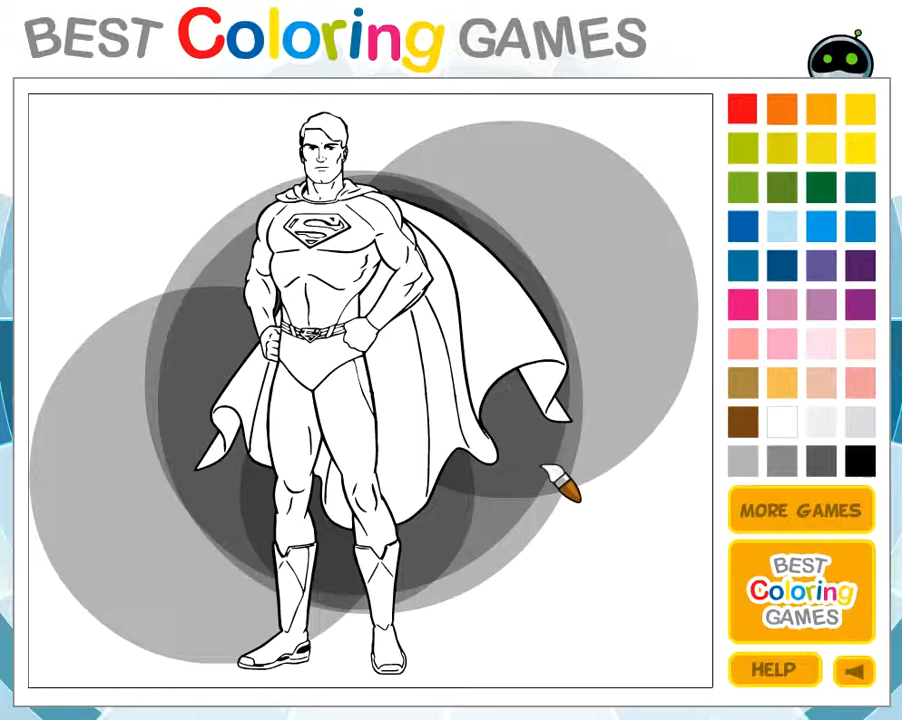 BEST Coloring GAMES
S
MORE GAMES
BEST
Coloring
GAMES
HELP